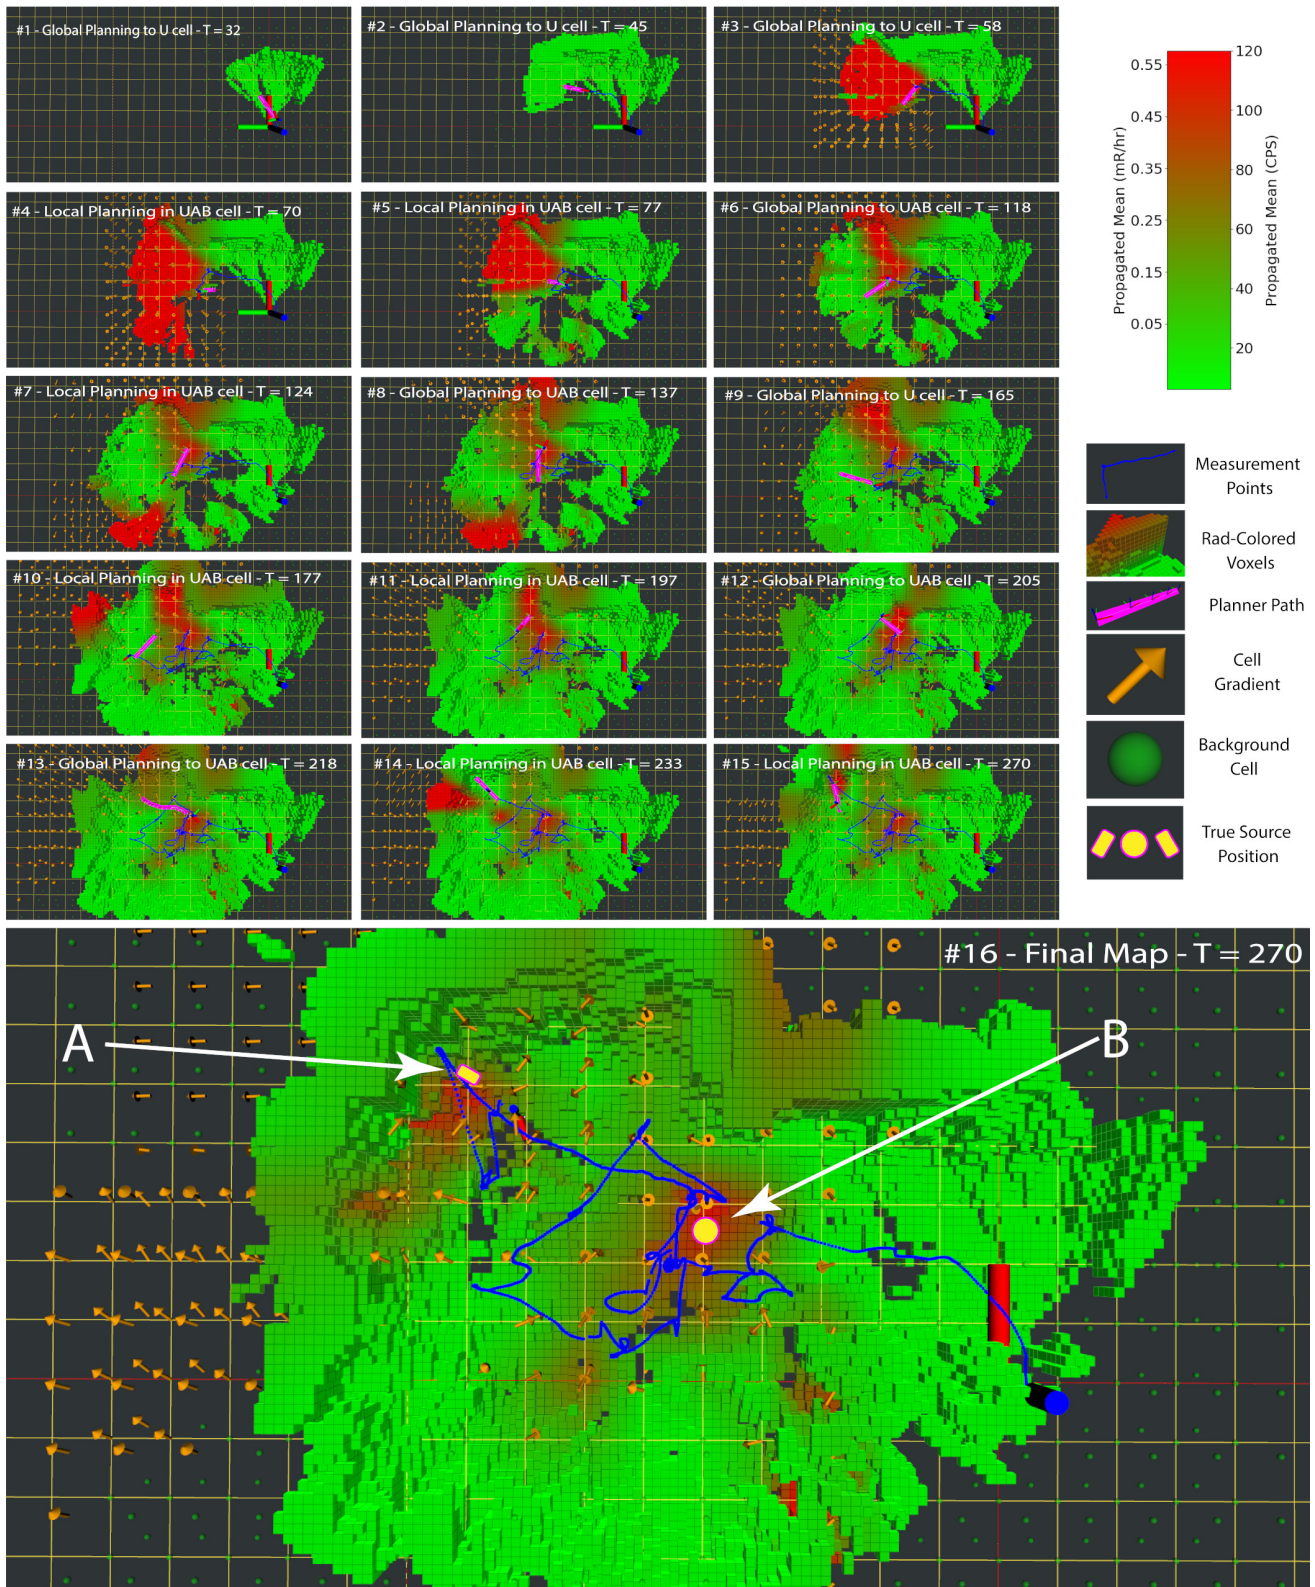 #1 - Global Planning to U cell - T = 32
#2 - Global Planning to U cell - T = 45
#3 - Global Planning to U cell - T = 58
#4 - Local Planning in UAB cell - T = 70
#5 - Local Planning in UAB cell - T = 77
#6 - Global Planning to UAB cell - T = 118
#7 - Local Planning in UAB cell - T = 124
#8 - Global Planning to UAB cell - T = 137
#9 - Global Planning to U cell - T = 165
#10 - Local Planning in UAB cell - T = 177
#11 - Local Planning in UAB cell - T = 197
#12 - Global Planning to UAB cell - T = 205
#13 - Global Planning to UAB cell - T = 218
#14 - Local Planning in UAB cell - T = 233
#15 - Local Planning in UAB cell - T = 270
Propagated Mean (mR/hr)
0.55
0.45
0.35
0.25
0.15
0.05
120
100
80
60
40
20
Propagated Mean (CPS)
Measurement
Points
Rad-Colored
Voxels
Planner Path
Cell
Gradient
Background
Cell
True Source
Position
#16 - Final Map - T = 270
A
B